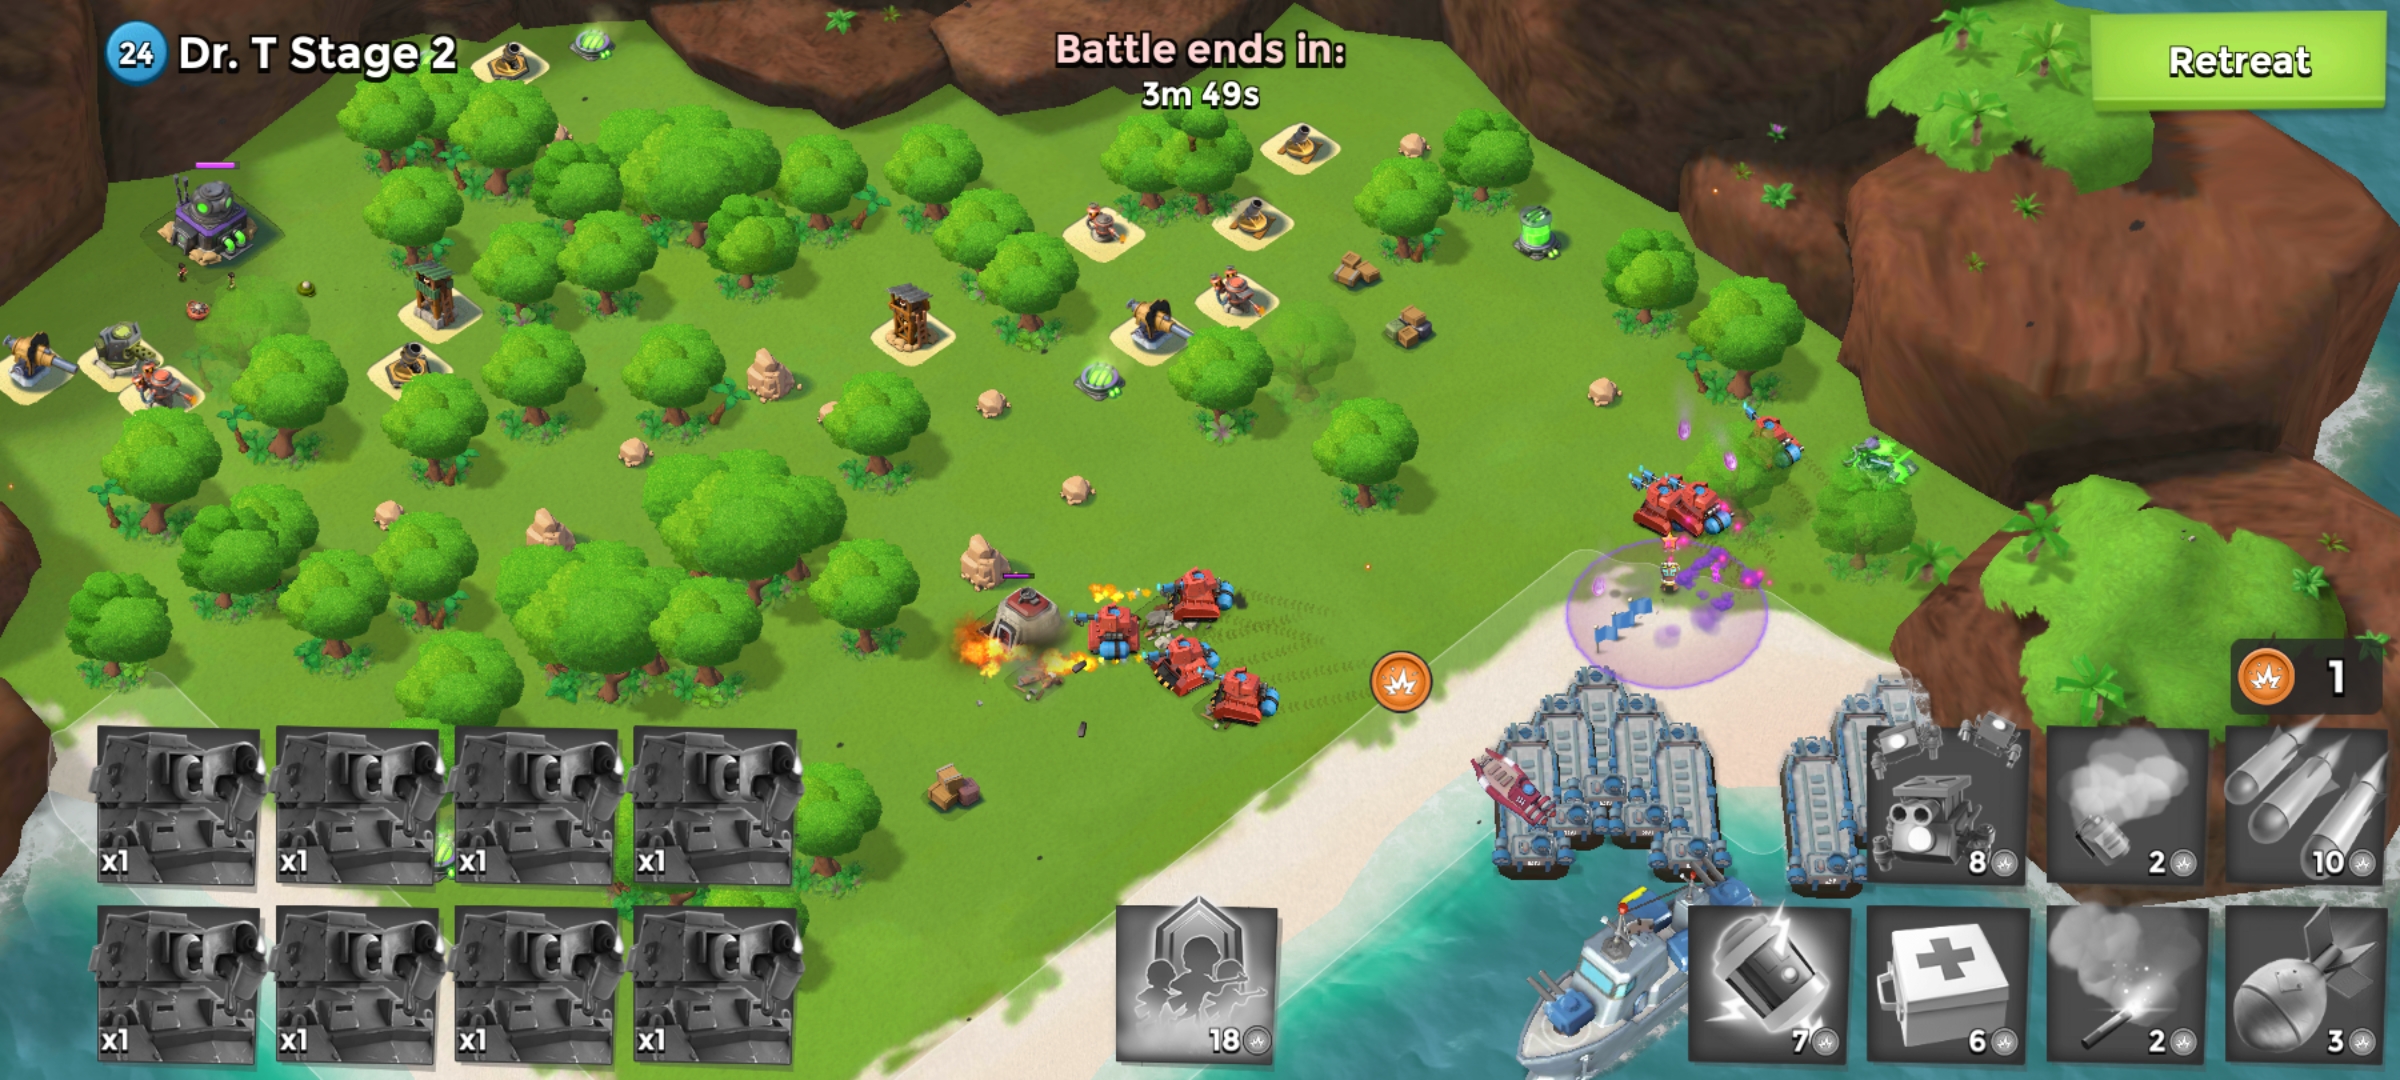 24 Dr. T Stage 2
Battle ends in:
3m 49s
Retreat
1
x1 x1 x1 x1
8 2 10
x1 x1 x1 x1
18 7 6 2 3